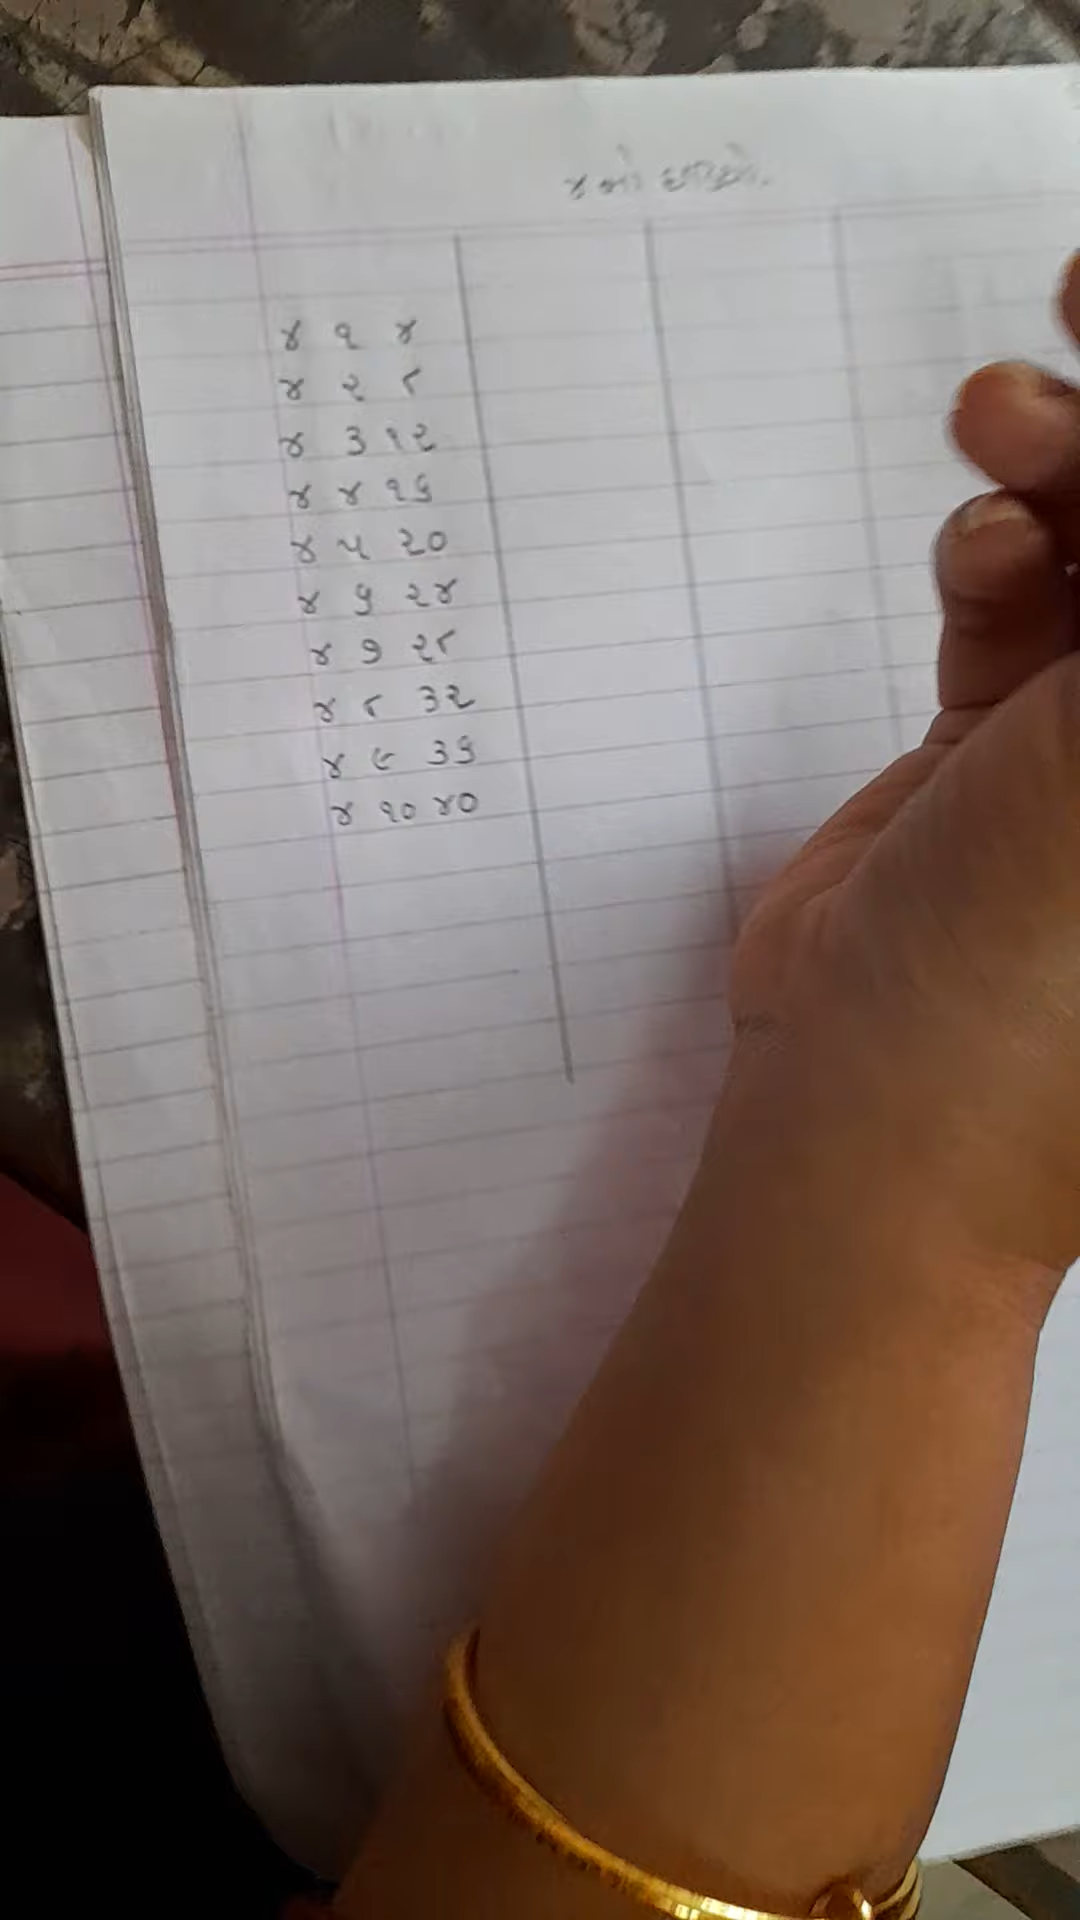 ૪ નો ઘડિયો.
૪ ૧ ૪
૪ ૨ ૮
૪ ૩ ૧૨
૪ ૪ ૧૬
૪ ૫ ૨૦
૪ ૬ ૨૪
૪ ૭ ૨૮
૪ ૮ ૩૨
૪ ૯ ૩૬
૪ ૧૦ ૪૦